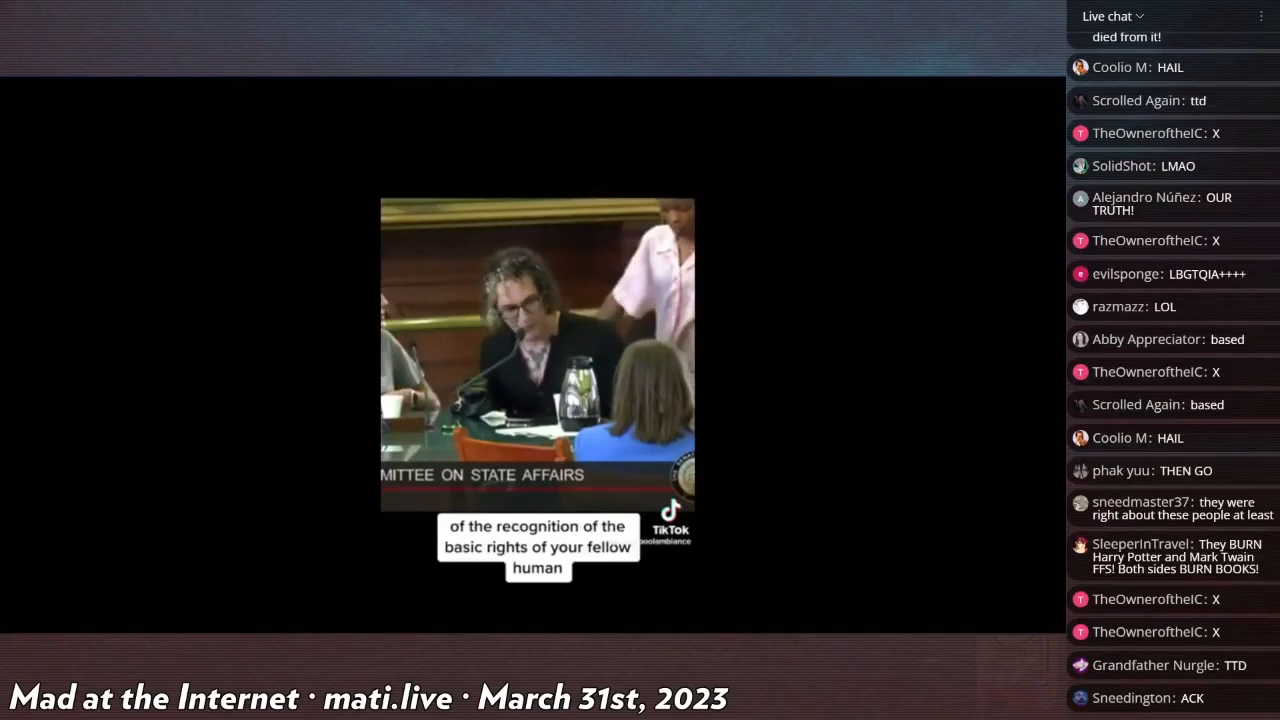 Live chat
died from it!
Coolio M: HAIL
Scrolled Again: ttd
TheOwneroftheIC: X
SolidShot: LMAO
Alejandro Núñez: OUR
TRUTH!
TheOwneroftheIC: X
evilsponge: LBGTQIA++++
razmazz: LOL
Abby Appreciator: based
TheOwneroftheIC: X
Scrolled Again: based
Coolio M: HAIL
phak yuu: THEN GO
sneedmaster37: they were
right about these people at least
SleeperInTravel: They BURN
Harry Potter and Mark Twain
FFS! Both sides BURN BOOKS!
TheOwneroftheIC: X
TheOwneroftheIC: X
Grandfather Nurgle: TTD
Sneedington: ACK
MITTEE ON STATE AFFAIRS
of the recognition of the
basic rights of your fellow
human
TikTok
poolambiance
Mad at the Internet · mati.live · March 31st, 2023